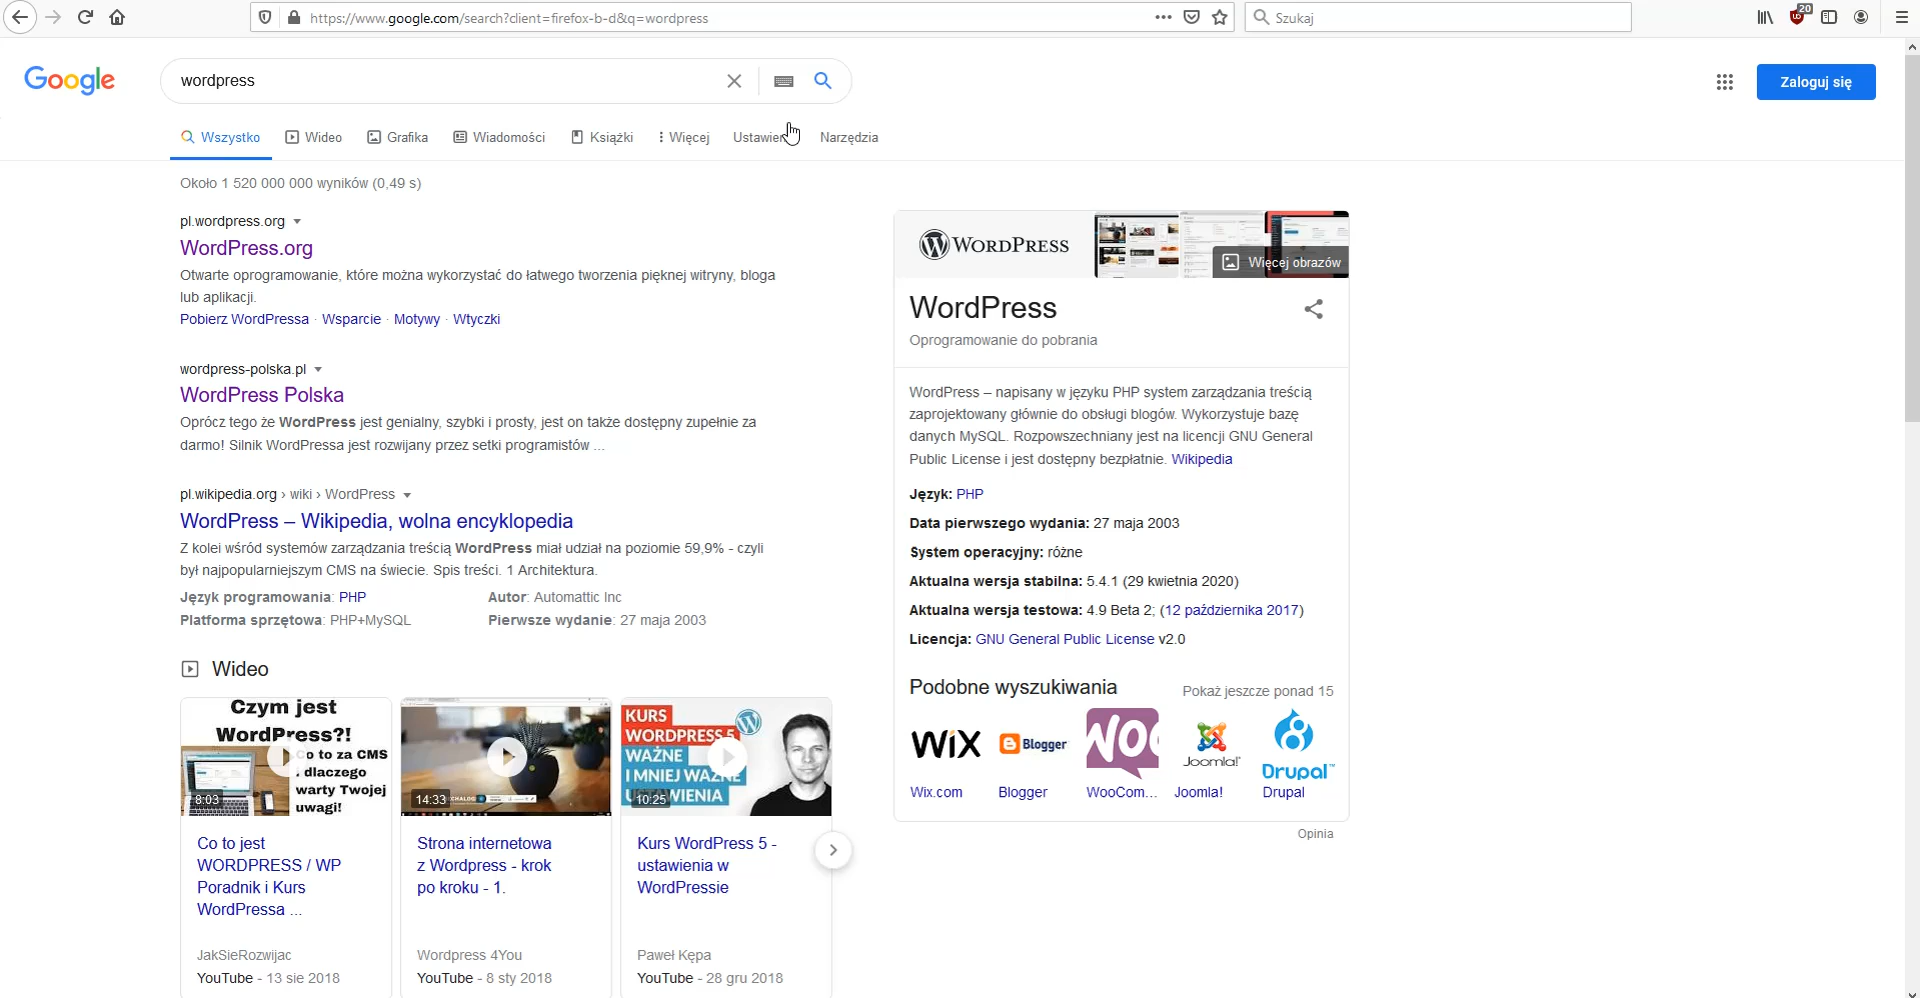 https://www.google.com/search?client=firefox-b-d&q=wordpress
Szukaj
20
Google
wordpress
Zaloguj się
Wszystko
Wideo
Grafika
Wiadomości
Książki
Więcej
Narzędzia
Około 1 520 000 000 wyników (0,49 s)
pl.wordpress.org
WordPress.org
Otwarte oprogramowanie, które można wykorzystać do łatwego tworzenia pięknej witryny, bloga
lub aplikacji.
Pobierz WordPressa · Wsparcie · Motywy · Wtyczki
wordpress-polska.pl
WordPress Polska
Oprócz tego że WordPress jest genialny, szybki i prosty, jest on także dostępny zupełnie za
darmo! Silnik WordPressa jest rozwijany przez setki programistów ...
pl.wikipedia.org › wiki › WordPress
WordPress – Wikipedia, wolna encyklopedia
Z kolei wśród systemów zarządzania treścią WordPress miał udział na poziomie 59,9% - czyli
był najpopularniejszym CMS na świecie. Spis treści. 1 Architektura.
Język programowania: PHP
Autor: Automattic Inc
Platforma sprzętowa: PHP+MySQL
Pierwsze wydanie: 27 maja 2003
Wideo
Czym jest
WordPress?!
Co to za CMS
dlaczego
warty Twojej
uwagi!
8:03
Co to jest
WORDPRESS / WP
Poradnik i Kurs
WordPressa ...
JakSieRozwijac
YouTube - 13 sie 2018
14:33
Strona internetowa
z Wordpress - krok
po kroku - 1.
Wordpress 4You
YouTube - 8 sty 2018
KURS
WORDPRESS 5
WAŻNE
I MNIEJ WAŻNE
USTAWIENIA
10:25
Kurs WordPress 5 -
ustawienia w
WordPressie
Paweł Kępa
YouTube - 28 gru 2018
WORDPRESS
Więcej obrazów
WordPress
Oprogramowanie do pobrania
WordPress – napisany w języku PHP system zarządzania treścią
zaprojektowany głównie do obsługi blogów. Wykorzystuje bazę
danych MySQL. Rozpowszechniany jest na licencji GNU General
Public License i jest dostępny bezpłatnie. Wikipedia
Język: PHP
Data pierwszego wydania: 27 maja 2003
System operacyjny: różne
Aktualna wersja stabilna: 5.4.1 (29 kwietnia 2020)
Aktualna wersja testowa: 4.9 Beta 2; (12 października 2017)
Licencja: GNU General Public License v2.0
Podobne wyszukiwania
Pokaż jeszcze ponad 15
WiX
Blogger
WOO
Joomla!
Drupal
Wix.com
Blogger
WooCom...
Joomla!
Drupal
Opinia